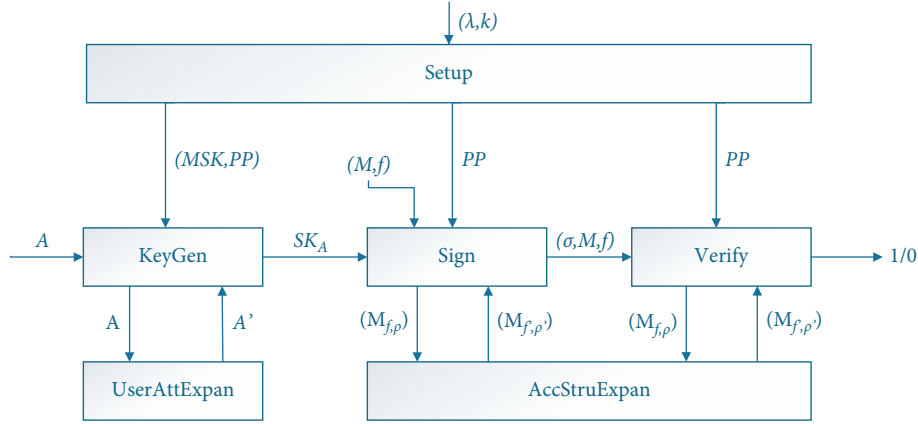 (λ,k)
Setup
(MSK,PP)
(M,f)
PP
PP
A
KeyGen
SK_A
Sign
(σ,M,f)
Verify
1/0
A
A'
(M_f,ρ)
(M_f',ρ')
(M_f,ρ)
(M_f',ρ')
UserAttExpan
AccStruExpan